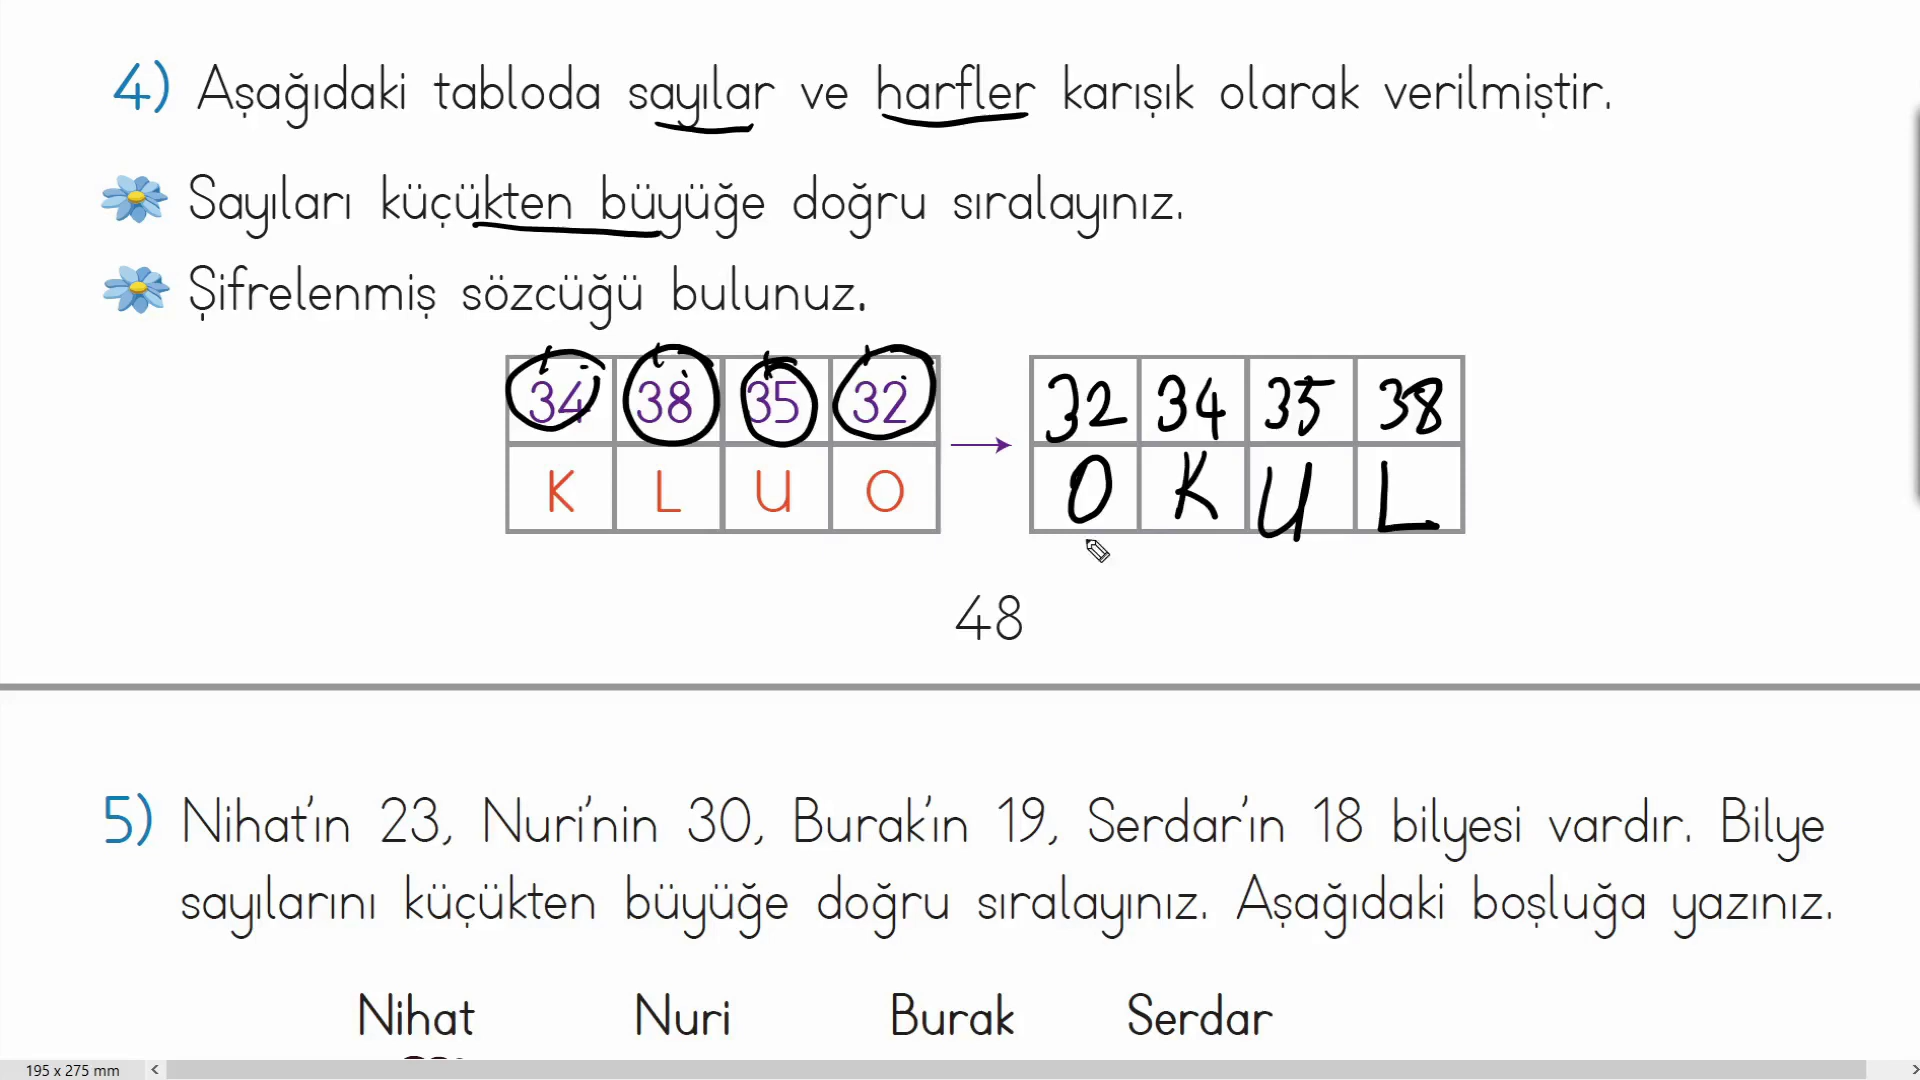 4) Aşağıdaki tabloda sayılar ve harfler karışık olarak verilmiştir.
Sayıları küçükten büyüğe doğru sıralayınız.
Şifrelenmiş sözcüğü bulunuz.
34 38 35 32
K L U O
32 34 35 38
O K U L
48
5) Nihat'ın 23, Nuri'nin 30, Burak'ın 19, Serdar'ın 18 bilyesi vardır. Bilye
sayılarını küçükten büyüğe doğru sıralayınız. Aşağıdaki boşluğa yazınız.
Nihat Nuri Burak Serdar
195 x 275 mm